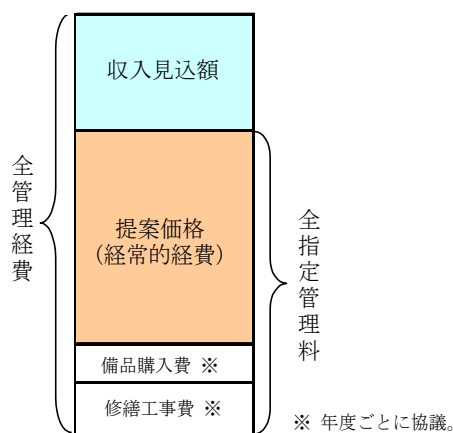 収入見込額
全管理経費
提案価格
(経常的経費)
全指定管理料
備品購入費 ※
修繕工事費 ※
※ 年度ごとに協議。